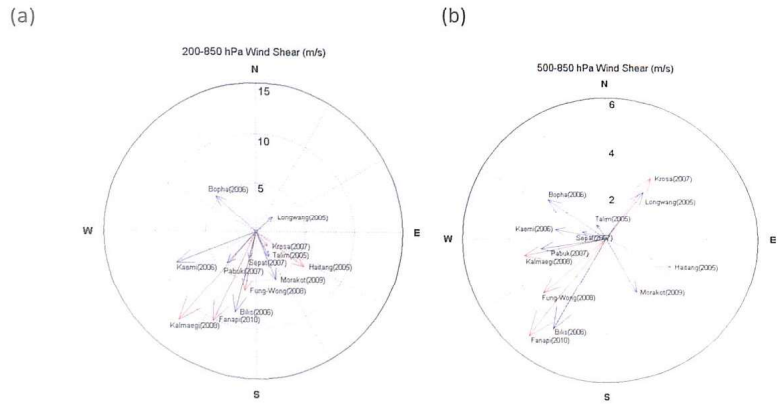 (a)
200-850 hPa Wind Shear (m/s)
N
15
10
5
Bopha(2006)
Longwang(2005)
W
E
Krosa(2007)
Talim(2005)
Sepat(2007)
Haitang(2005)
Kaemi(2006)
Pabuk(2007)
Morakot(2009)
Fung-Wong(2008)
Bilis(2006)
Fanapi(2010)
Kalmaegi(2008)
S
(b)
500-850 hPa Wind Shear (m/s)
N
6
4
2
Krosa(2007)
Bopha(2006)
Longwang(2005)
Talim(2005)
Kaemi(2006)
Sepat(2007)
W
E
Pabuk(2007)
Kalmaegi(2008)
Haitang(2005)
Fung-Wong(2008)
Morakot(2009)
Bilis(2006)
Fanapi(2010)
S